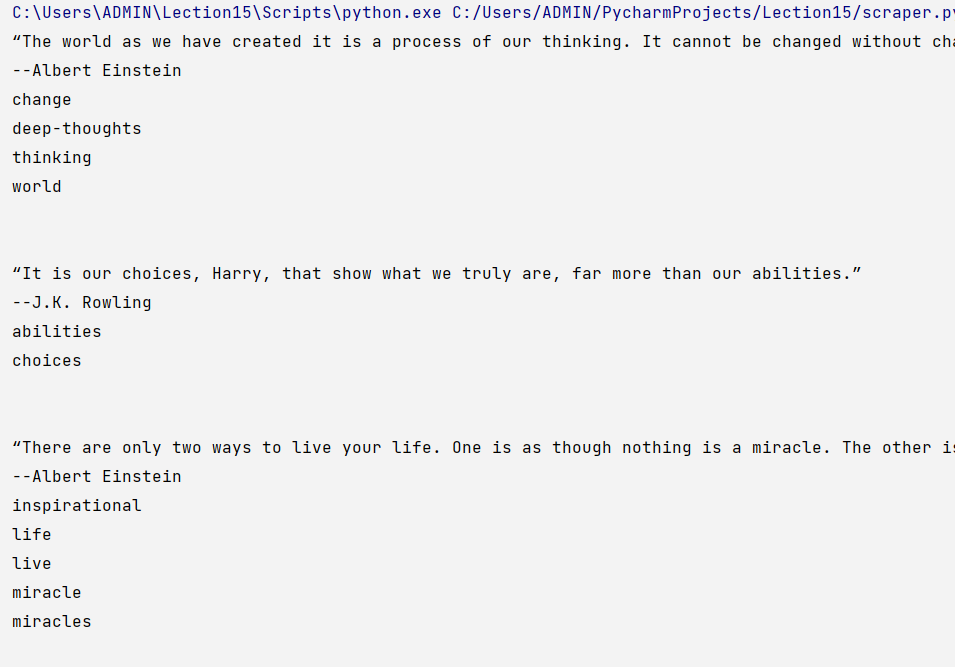 C:\Users\ADMIN\Lection15\Scripts\python.exe C:/Users/ADMIN/PycharmProjects/Lection15/scraper.py
“The world as we have created it is a process of our thinking. It cannot be changed without cha
--Albert Einstein
change
deep-thoughts
thinking
world
“It is our choices, Harry, that show what we truly are, far more than our abilities.”
--J.K. Rowling
abilities
choices
“There are only two ways to live your life. One is as though nothing is a miracle. The other is
--Albert Einstein
inspirational
life
live
miracle
miracles